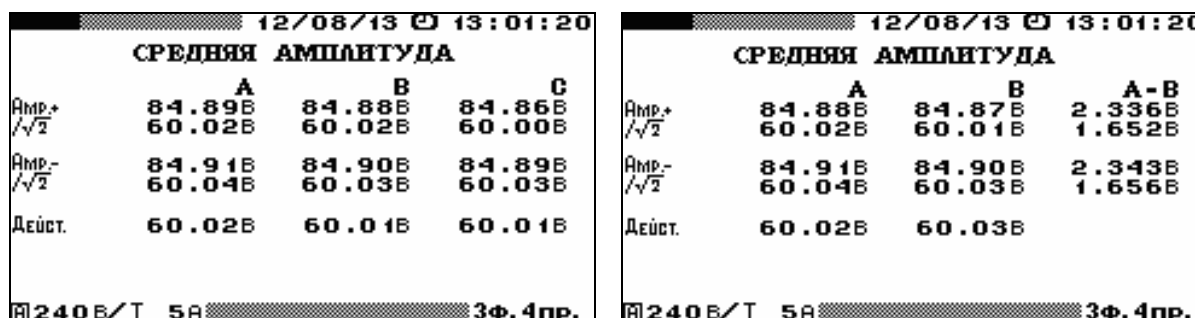 12/08/13 13:01:20
СРЕДНЯЯ АМПЛИТУДА
A B C
Амр.+ 84.89В 84.88В 84.86В
/√2 60.02В 60.02В 60.00В
Амр.- 84.91В 84.90В 84.89В
/√2 60.04В 60.03В 60.03В
Дейст. 60.02В 60.01В 60.01В
А 240В/Т 5А 3Ф.4пр.
12/08/13 13:01:20
СРЕДНЯЯ АМПЛИТУДА
A B A-B
Амр.+ 84.88В 84.87В 2.336В
/√2 60.02В 60.01В 1.652В
Амр.- 84.91В 84.90В 2.343В
/√2 60.04В 60.03В 1.656В
Дейст. 60.02В 60.03В
А 240В/Т 5А 3Ф.4пр.